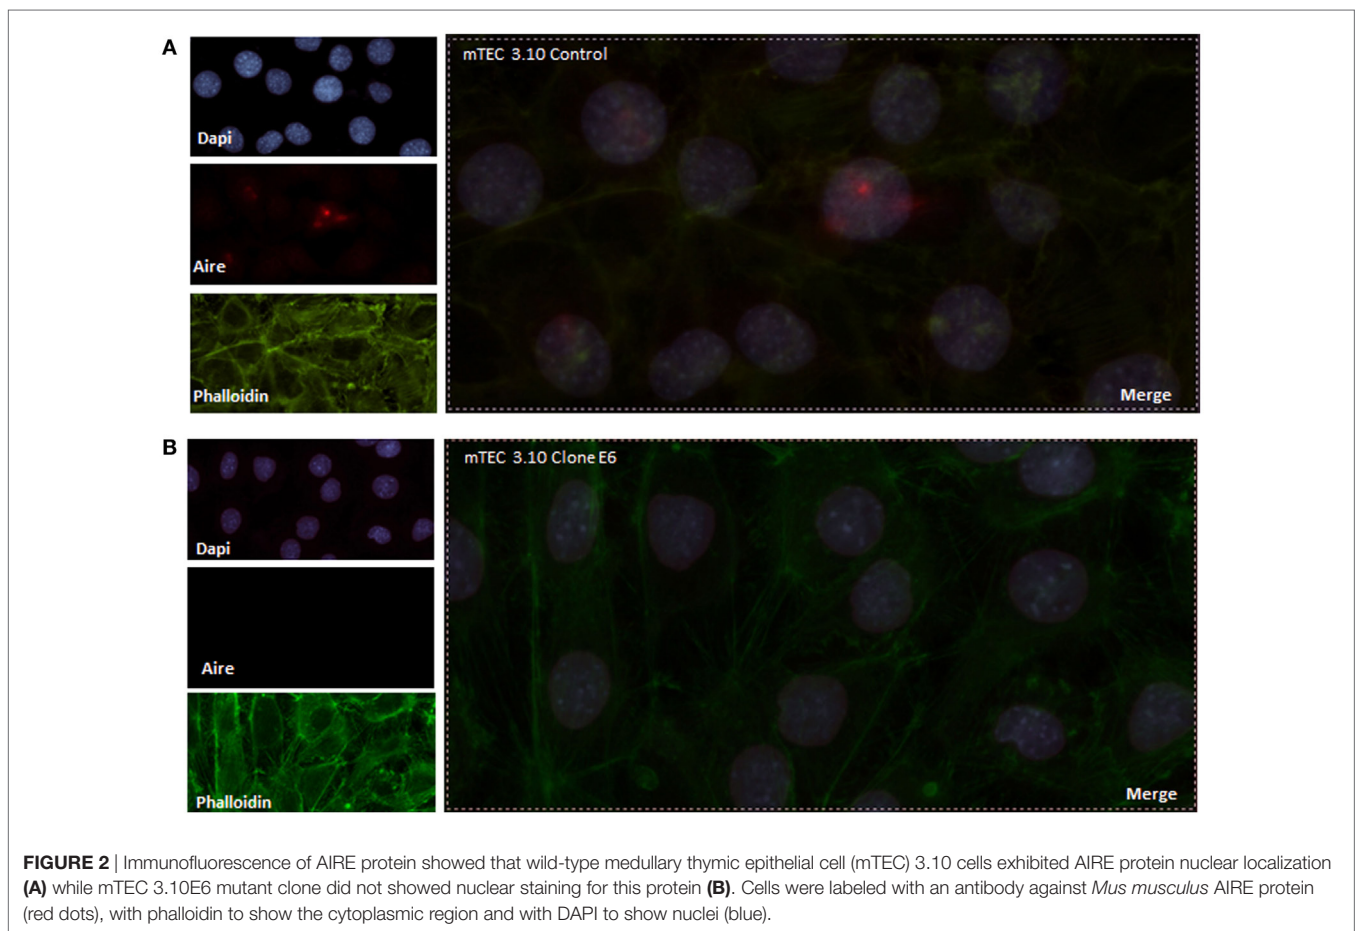 A
Dapi
Aire
Phalloidin
mTEC 3.10 Control
Merge
B
Dapi
Aire
Phalloidin
mTEC 3.10 Clone E6
Merge
FIGURE 2 | Immunofluorescence of AIRE protein showed that wild-type medullary thymic epithelial cell (mTEC) 3.10 cells exhibited AIRE protein nuclear localization
(A) while mTEC 3.10E6 mutant clone did not showed nuclear staining for this protein (B). Cells were labeled with an antibody against Mus musculus AIRE protein
(red dots), with phalloidin to show the cytoplasmic region and with DAPI to show nuclei (blue).